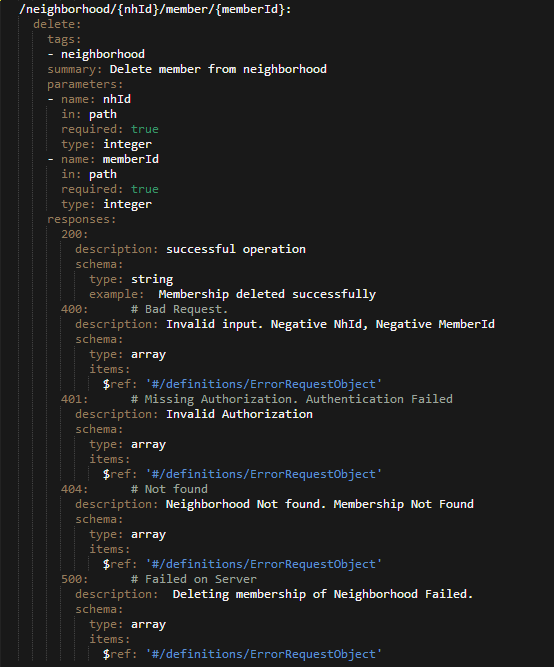 /neighborhood/{nhId}/member/{memberId}:
delete:
tags:
- neighborhood
summary: Delete member from neighborhood
parameters:
- name: nhId
in: path
required: true
type: integer
- name: memberId
in: path
required: true
type: integer
responses:
200:
description: successful operation
schema:
type: string
example:  Membership deleted successfully
400:      # Bad Request.
description: Invalid input. Negative NhId, Negative MemberId
schema:
type: array
items:
$ref: '#/definitions/ErrorRequestObject'
401:      # Missing Authorization. Authentication Failed
description: Invalid Authorization
schema:
type: array
items:
$ref: '#/definitions/ErrorRequestObject'
404:      # Not found
description: Neighborhood Not found. Membership Not Found
schema:
type: array
items:
$ref: '#/definitions/ErrorRequestObject'
500:      # Failed on Server
description:  Deleting membership of Neighborhood Failed.
schema:
type: array
items:
$ref: '#/definitions/ErrorRequestObject'